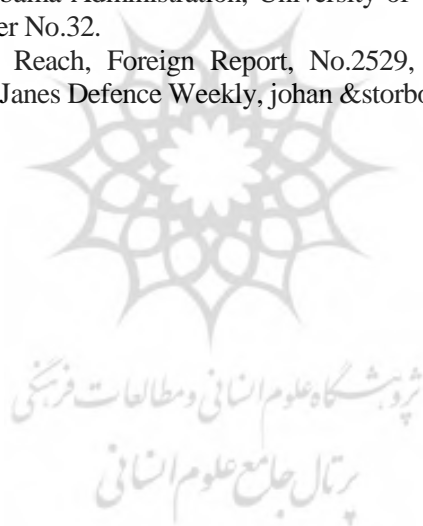 Administration, University of
er No.32.
Reach, Foreign Report, No.2529,
Janes Defence Weekly, johan &storbo
پژوهشگاه علوم انسانی و مطالعات فرهنگی
پرتال جامع علوم انسانی